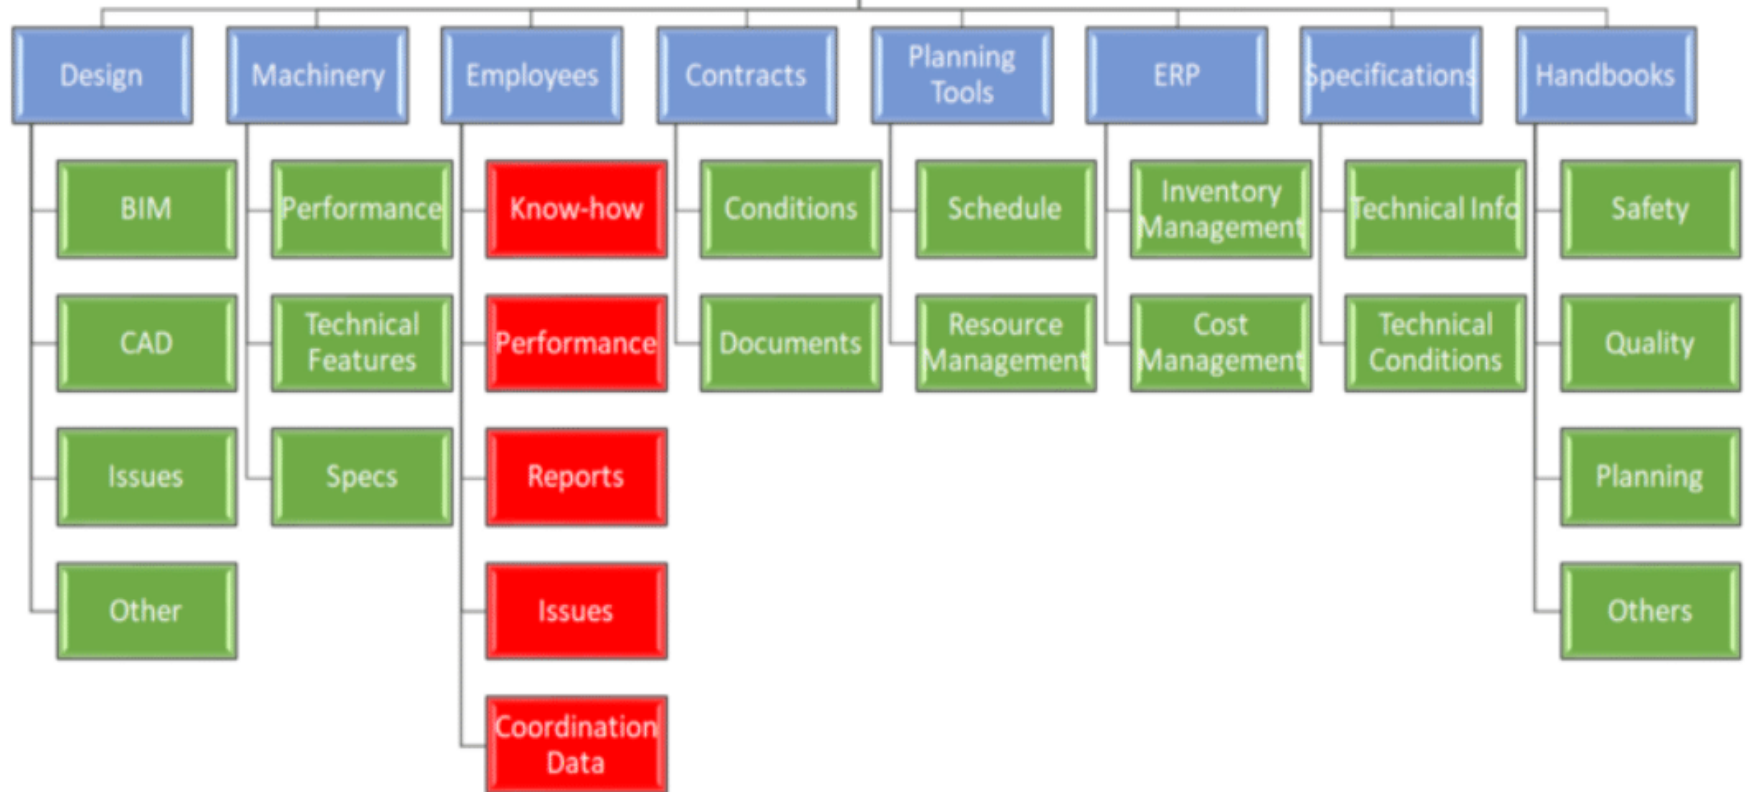 Design
Machinery
Employees
Contracts
Planning
Tools
ERP
Specifications
Handbooks
BIM
Performance
Know-how
Conditions
Schedule
Inventory
Management
Technical Info
Safety
CAD
Technical
Features
Performance
Documents
Resource
Management
Cost
Management
Technical
Conditions
Quality
Issues
Specs
Reports
Planning
Other
Issues
Others
Coordination
Data